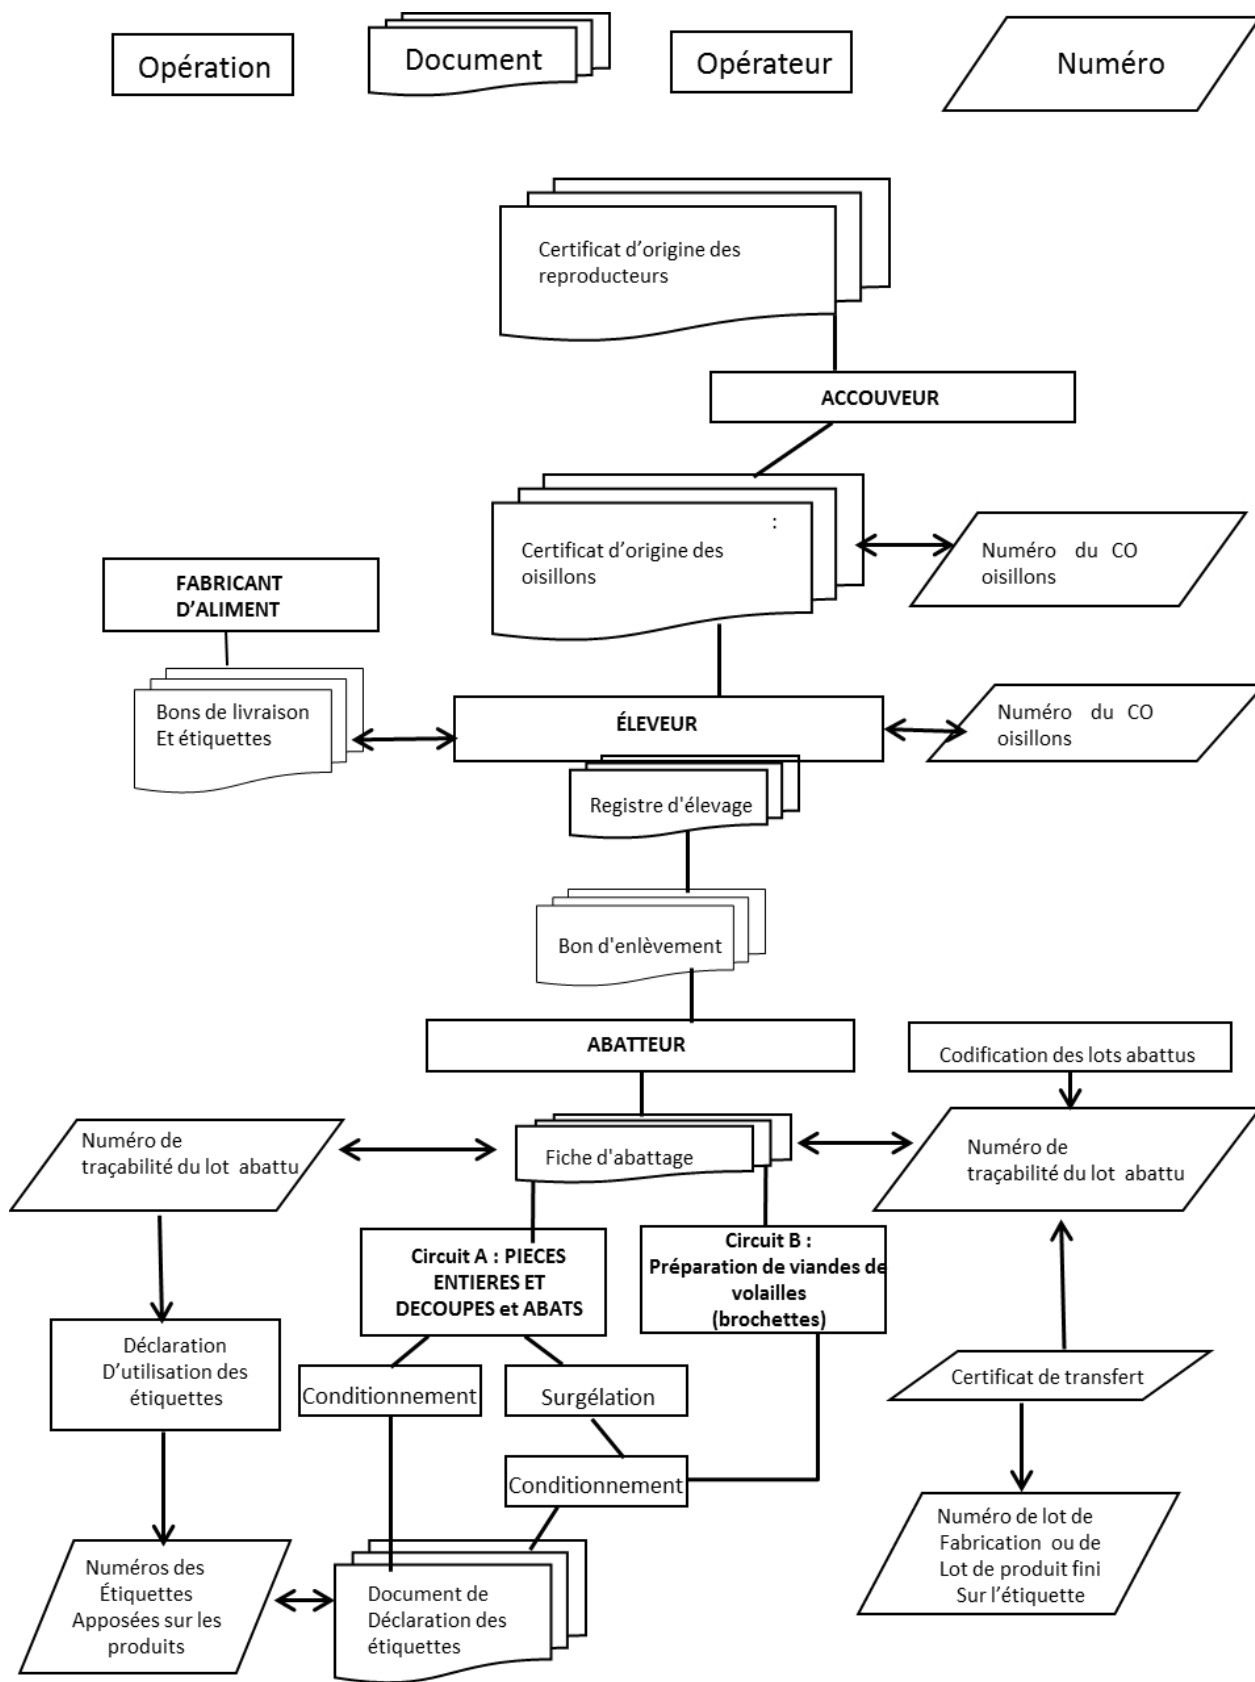 Opération
Document
Opérateur
Numéro
Certificat d'origine des
reproducteurs
ACCOUVEUR
:
Certificat d'origine des
oisillons
Numéro du CO
oisillons
FABRICANT
D'ALIMENT
Bons de livraison
Et étiquettes
ÉLEVEUR
Numéro du CO
oisillons
Registre d'élevage
Bon d'enlèvement
ABATTEUR
Codification des lots abattus
Numéro de
traçabilité du lot abattu
Fiche d'abattage
Numéro de
traçabilité du lot abattu
Circuit A : PIECES
ENTIERES ET
DECOUPES et ABATS
Circuit B :
Préparation de viandes de
volailles
(brochettes)
Déclaration
D'utilisation des
étiquettes
Conditionnement
Surgélation
Certificat de transfert
Conditionnement
Numéro de lot de
Fabrication ou de
Lot de produit fini
Sur l'étiquette
Numéros des
Étiquettes
Apposées sur les
produits
Document de
Déclaration des
étiquettes